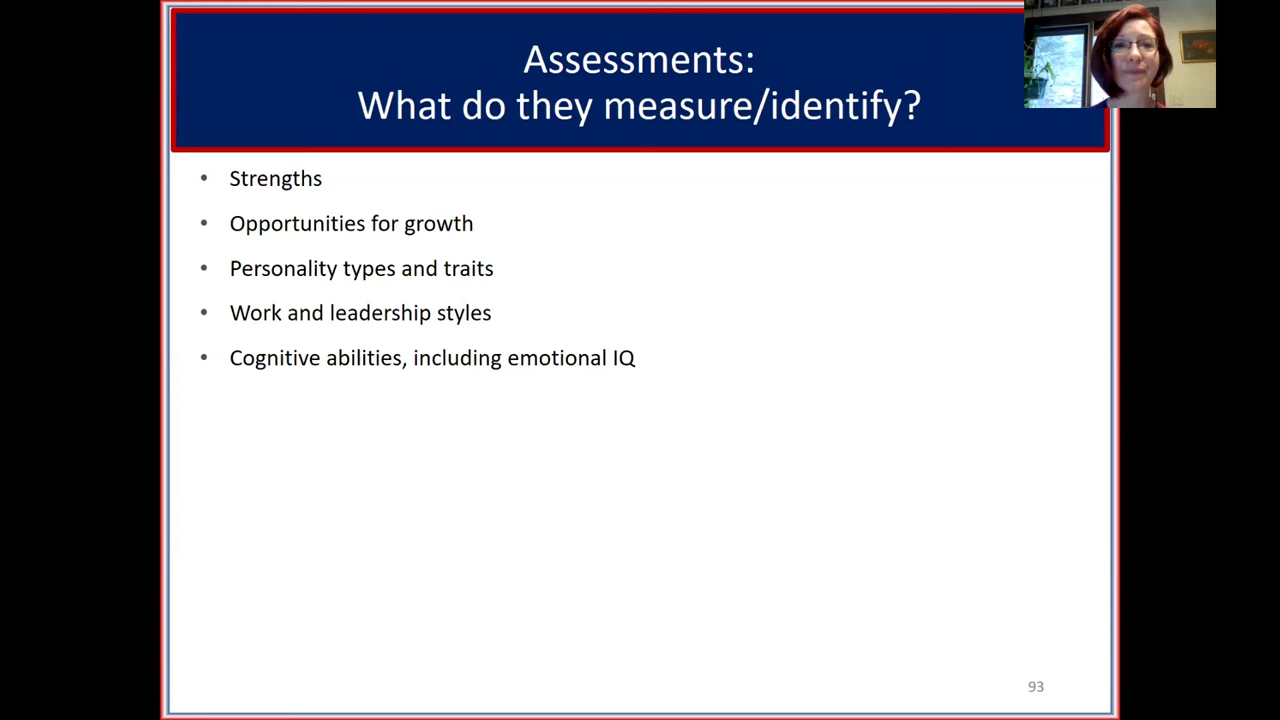 Assessments:
What do they measure/identify?
• Strengths
• Opportunities for growth
• Personality types and traits
• Work and leadership styles
• Cognitive abilities, including emotional IQ
93